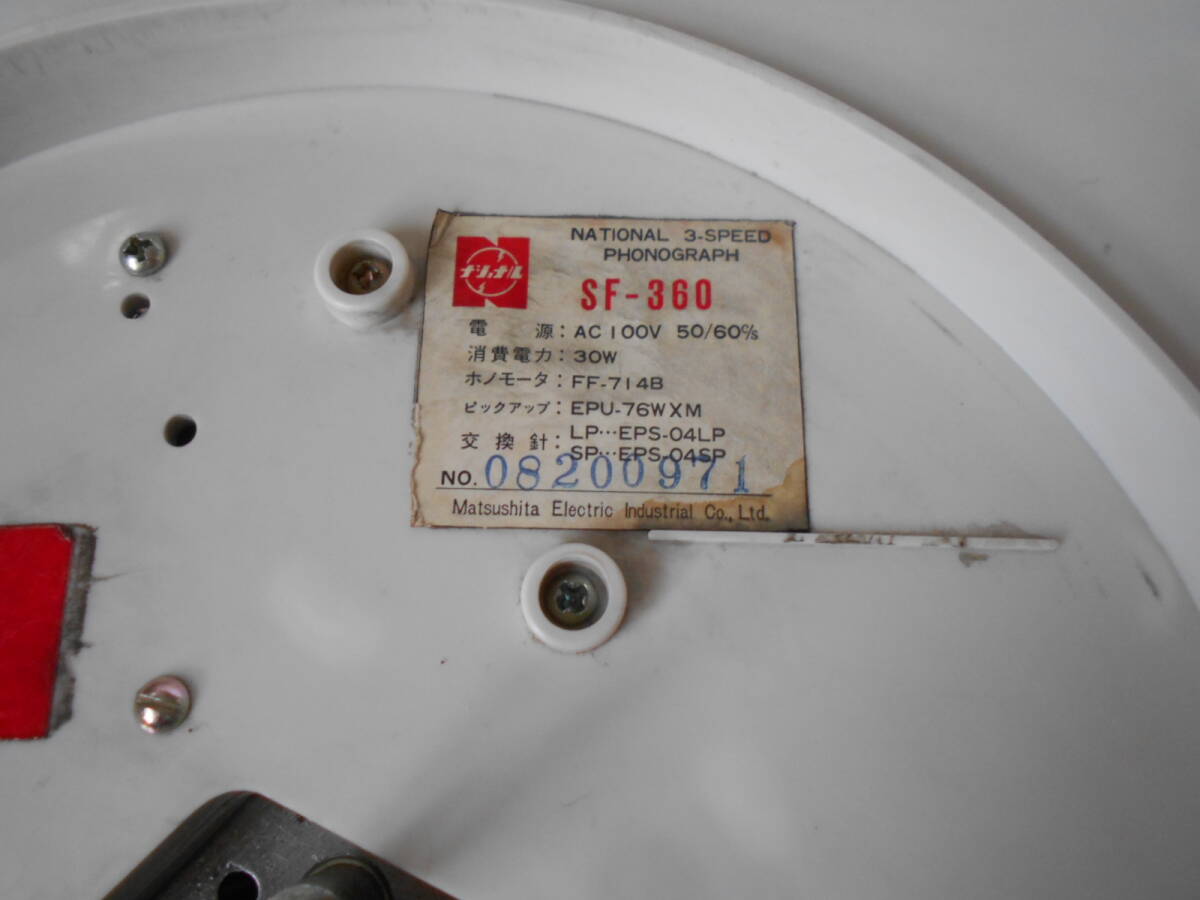 NATIONAL 3-SPEED
PHONOGRAPH
ナショナル
SF-360
電源: AC 100V 50/60c/s
消費電力: 30W
ホノモータ: FF-714B
ピックアップ: EPU-76WXM
交換針: LP…EPS-04LP
SP…EPS-04SP
NO. 08200971
Matsushita Electric Industrial Co., Ltd.